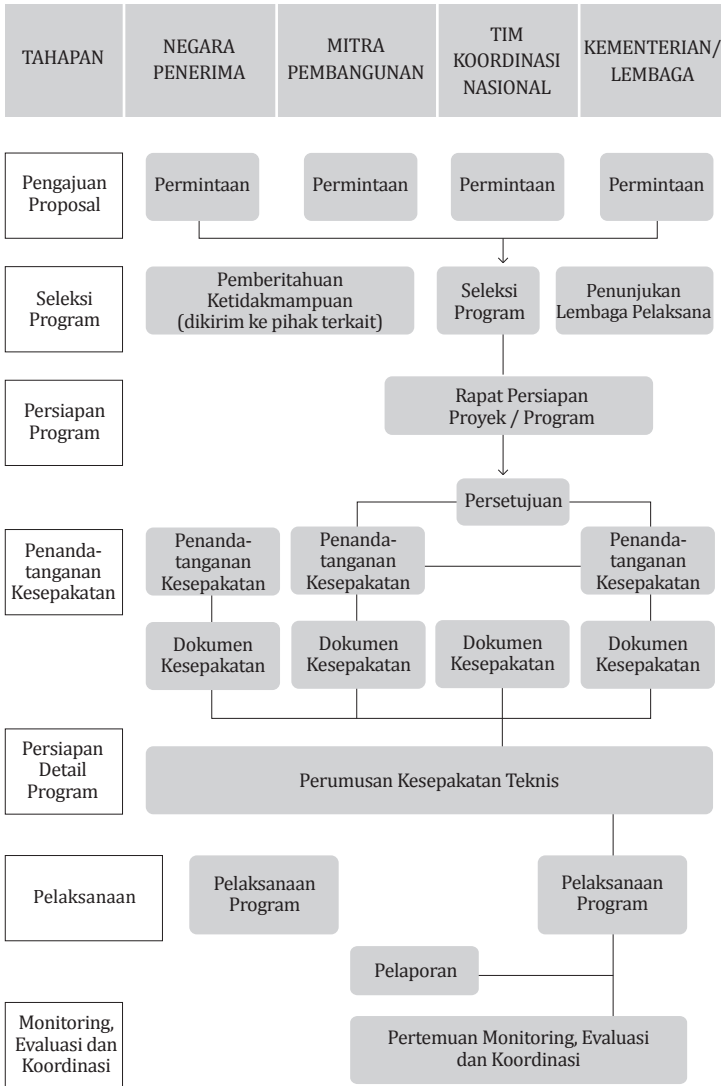 TAHAPAN
NEGARA
PENERIMA
MITRA
PEMBANGUNAN
TIM
KOORDINASI
NASIONAL
KEMENTERIAN/
LEMBAGA
Pengajuan
Proposal
Permintaan
Permintaan
Permintaan
Permintaan
Seleksi
Program
Pemberitahuan
Ketidakmampuan
(dikirim ke pihak terkait)
Seleksi
Program
Penunjukan
Lembaga Pelaksana
Persiapan
Program
Rapat Persiapan
Proyek / Program
Persetujuan
Penanda-
tanganan
Kesepakatan
Penanda-
tanganan
Kesepakatan
Penanda-
tanganan
Kesepakatan
Penanda-
tanganan
Kesepakatan
Dokumen
Kesepakatan
Dokumen
Kesepakatan
Dokumen
Kesepakatan
Dokumen
Kesepakatan
Persiapan
Detail
Program
Perumusan Kesepakatan Teknis
Pelaksanaan
Pelaksanaan
Program
Pelaksanaan
Program
Pelaporan
Monitoring,
Evaluasi dan
Koordinasi
Pertemuan Monitoring, Evaluasi
dan Koordinasi